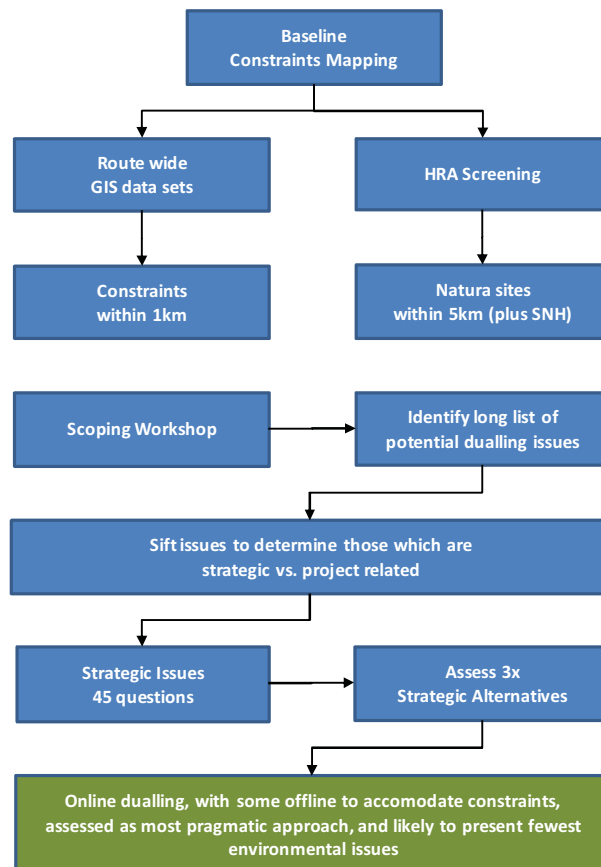 Baseline
Constraints Mapping
Route wide
GIS data sets
HRA Screening
Constraints
within 1km
Natura sites
within 5km (plus SNH)
Scoping Workshop
Identify long list of
potential dualling issues
Sift issues to determine those which are
strategic vs. project related
Strategic Issues
45 questions
Assess 3x
Strategic Alternatives
Online dualling, with some offline to accomodate constraints,
assessed as most pragmatic approach, and likely to present fewest
environmental issues